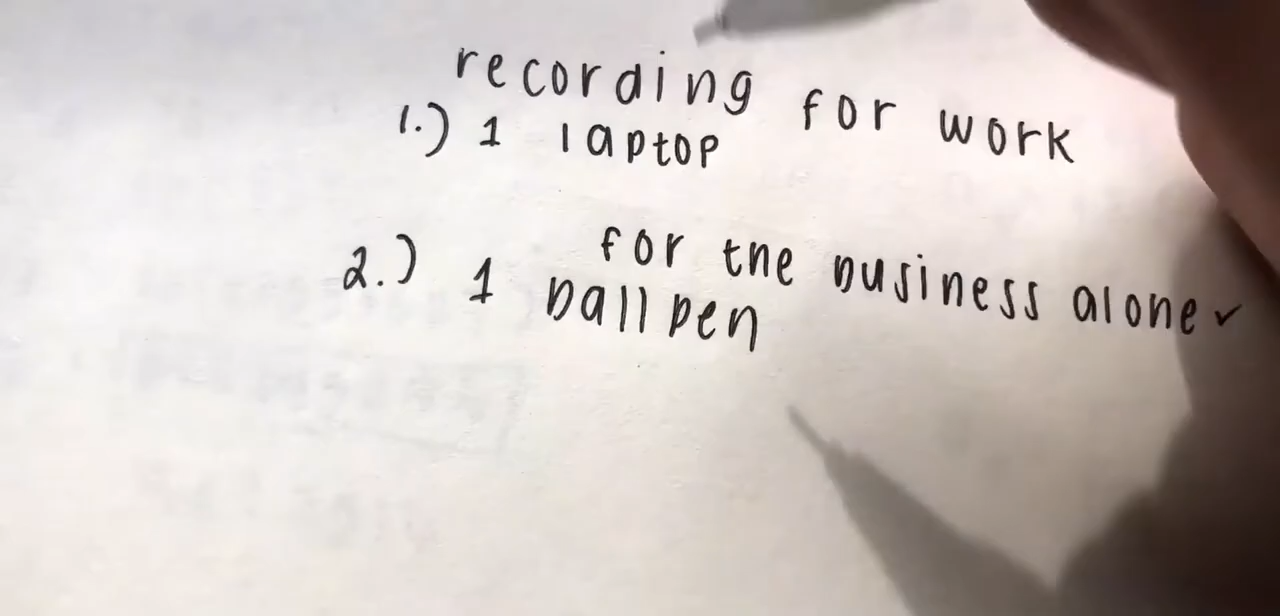 recording for work
1.) 1 laptop
for the business alone ✓
2.) 1 ballpen